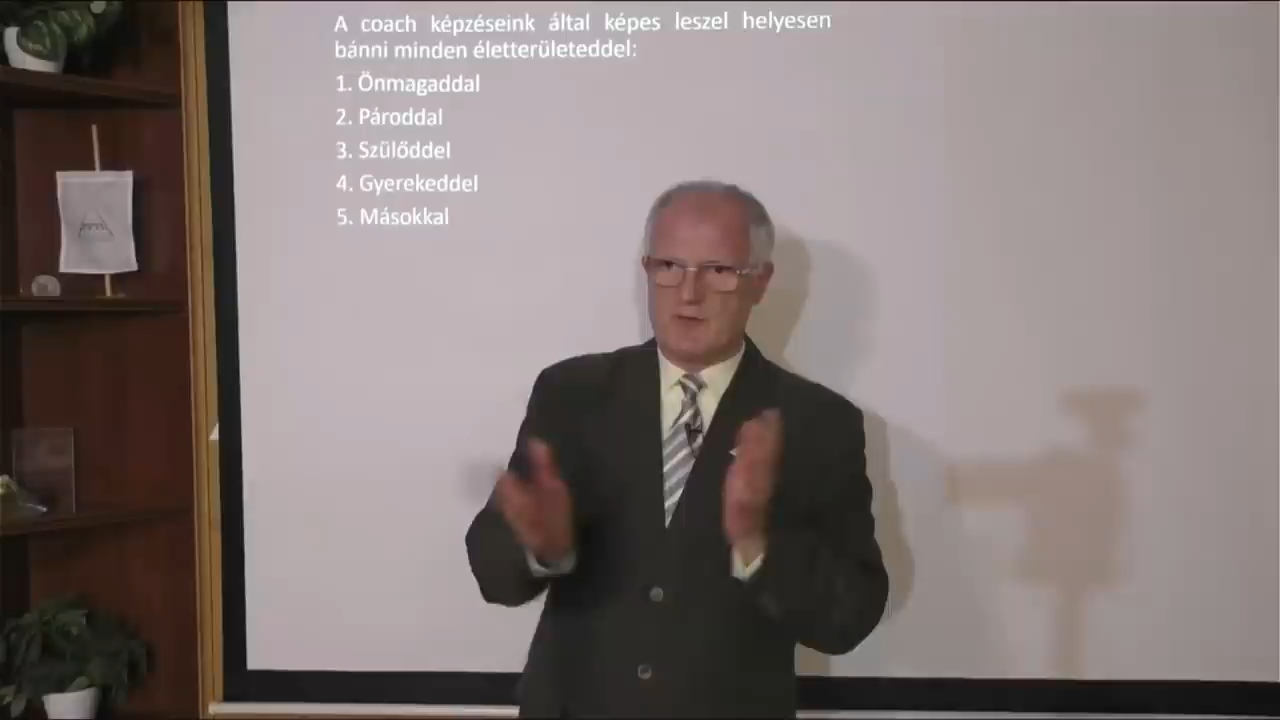 A coach képzéseink által képes leszel helyesen
bánni minden életterületeddel:
1. Önmagaddal
2. Pároddal
3. Szülőddel
4. Gyerekeddel
5. Másokkal